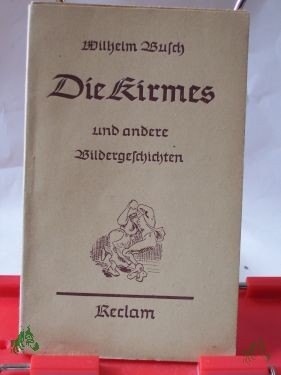 Wilhelm Busch
Die Kirmes
und andere
Bildergeschichten
Reclam